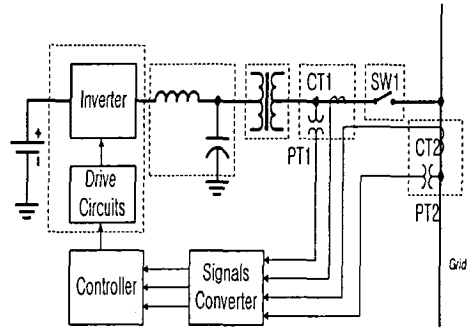 Inverter
CT1
SW1
PT1
CT2
Drive
Circuits
PT2
Controller
Signals
Converter
Grid